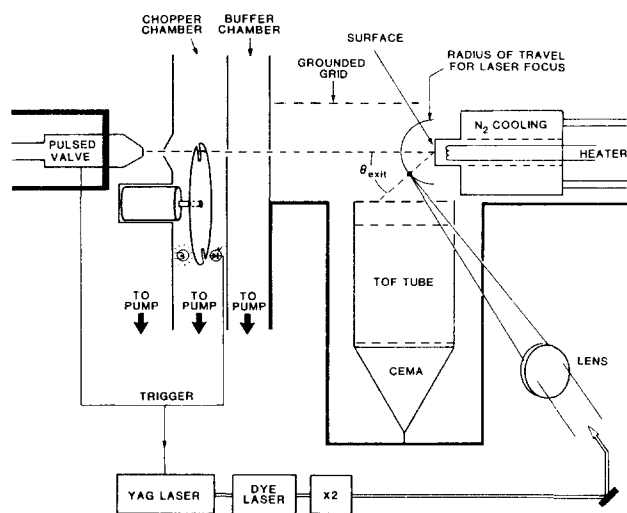 CHOPPER
CHAMBER
BUFFER
CHAMBER
SURFACE
RADIUS OF TRAVEL
FOR LASER FOCUS
GROUNDED
GRID
PULSED
VALVE
N₂ COOLING
HEATER
θexit
TOF TUBE
TO
PUMP
TO
PUMP
TO
PUMP
CEMA
LENS
TRIGGER
YAG LASER
DYE
LASER
X2